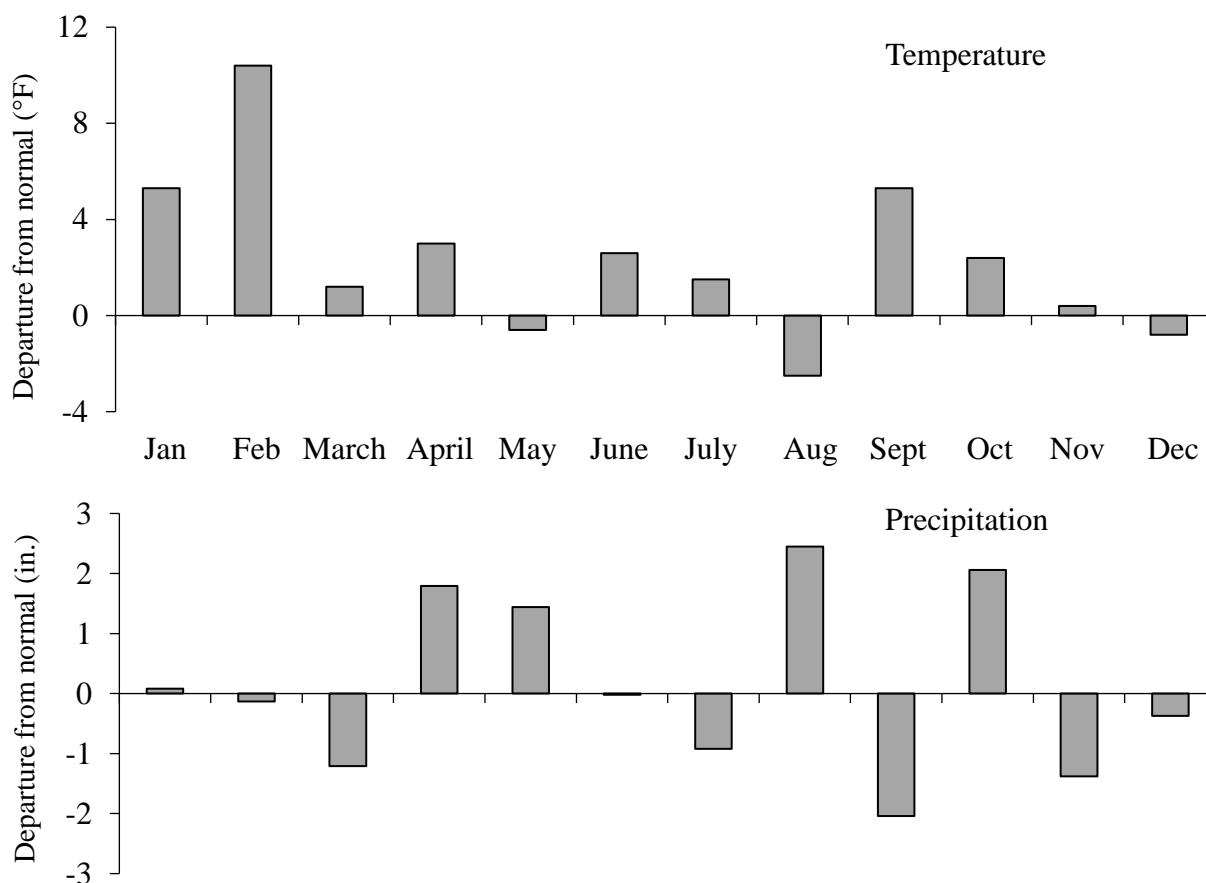 Temperature
Departure from normal (°F)
12
8
4
0
-4
Jan Feb March April May June July Aug Sept Oct Nov Dec
Precipitation
Departure from normal (in.)
3
2
1
0
-1
-2
-3